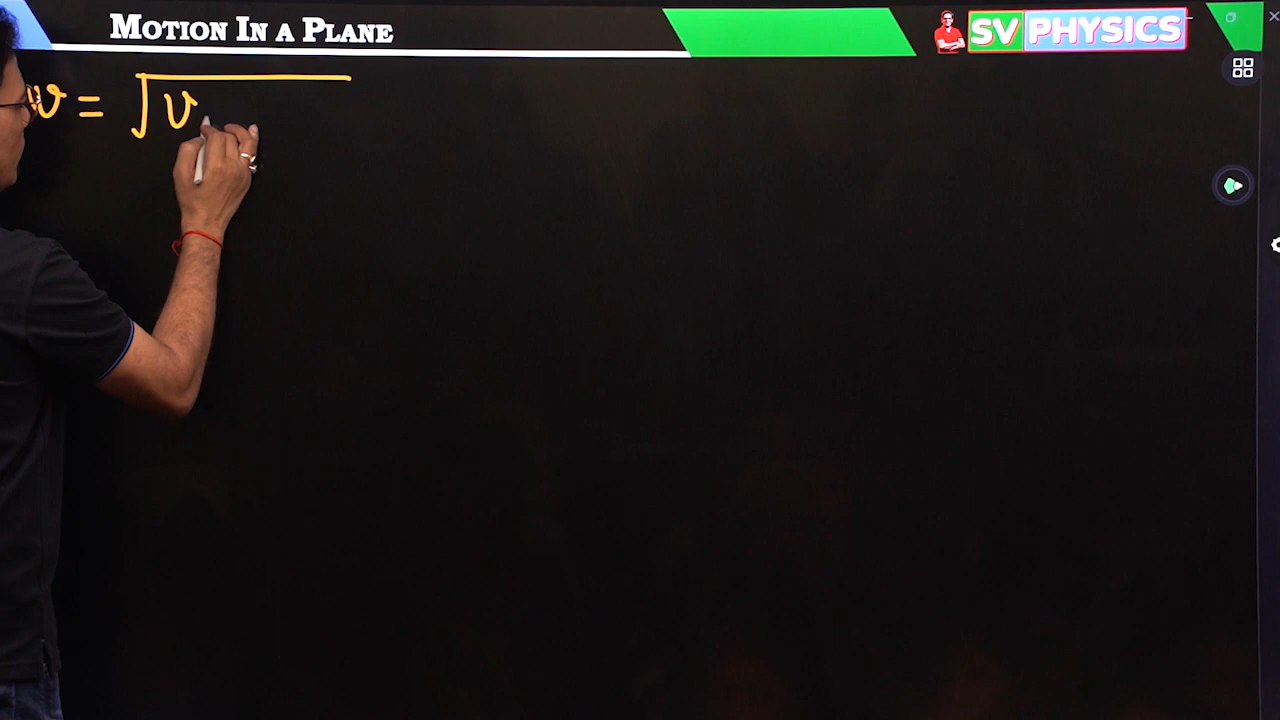 MOTION IN A PLANE
SV PHYSICS
v = √v